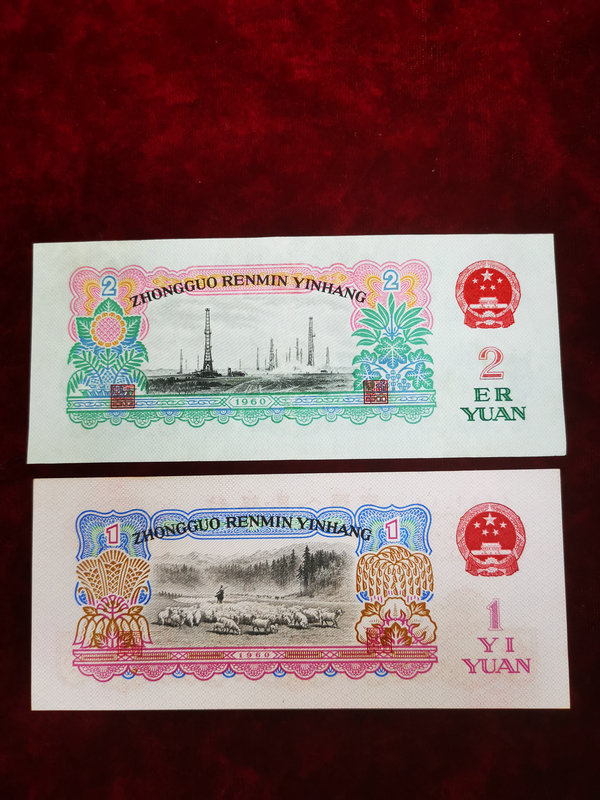 2 2
ZHONGGUO RENMIN YINHANG
1960
2
ER
YUAN
1 1
ZHONGGUO RENMIN YINHANG
1960
1
YI
YUAN